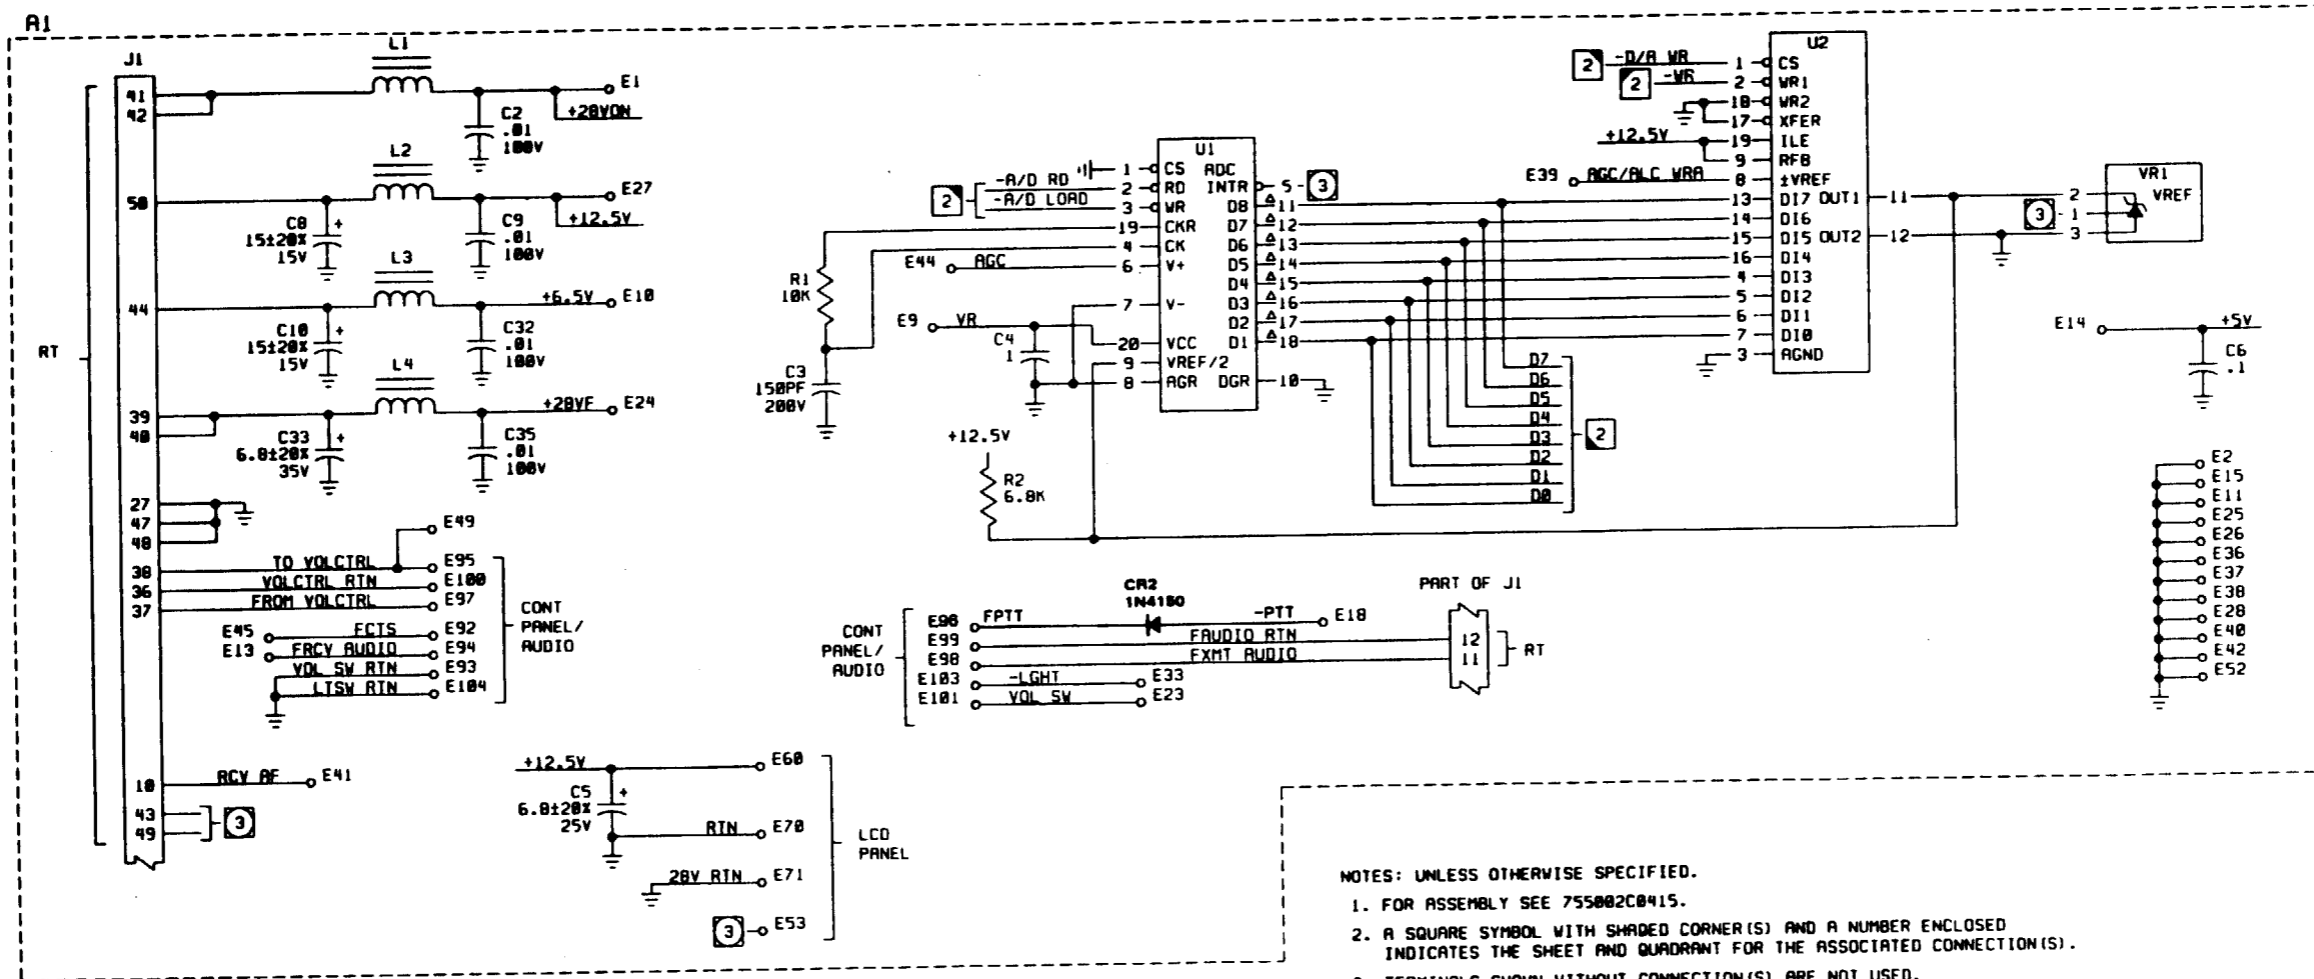 A1
J1
L1
41
42
E1
+28VON
C2
.01
100V
L2
50
E27
+12.5V
C8
+
15±20%
15V
C9
.01
100V
L3
44
+6.5V
E10
C10
+
15±20%
15V
C32
.01
100V
L4
RT
39
40
+28VF
E24
C33
+
6.8±20%
35V
C35
.01
100V
27
47
48
E49
38
TO VOLCTRL
E95
36
VOLCTRL RTN
E100
37
FROM VOLCTRL
E97
CONT
PANEL/
AUDIO
E45
FCTS
E92
E13
FRCV AUDIO
E94
VOL SW RTN
E93
LTSW RTN
E104
10
RCV AF
E41
43
49
3
+12.5V
E60
C5
+
6.8±20%
25V
RTN
E70
28V RTN
E71
3
E53
LCD
PANEL
U1
ADC
1 CS
2
-A/D RD
2 RD
-A/D LOAD
3 WR
19 CKR
4 CK
E44
AGC
6 V+
7 V-
20 VCC
9 VREF/2
8 AGR
INTR 5
3
D8 11
D7 12
D6 13
D5 14
D4 15
D3 16
D2 17
D1 18
DGR 10
R1
10K
C3
150PF
200V
E9
VR
C4
1
+12.5V
R2
6.8K
D7
D6
D5
D4
D3
D2
D1
D0
2
U2
2
-D/A WR
1 CS
2
-WR
2 WR1
18 WR2
17 XFER
+12.5V
19 ILE
9 RFB
E39
AGC/ALC WRA
8 ±VREF
13 DI7 OUT1 11
14 DI6
15 DI5 OUT2 12
16 DI4
4 DI3
5 DI2
6 DI1
7 DI0
3 AGND
VR1
VREF
2
3
1
3
E14
+5V
C6
.1
E2
E15
E11
E25
E26
E36
E37
E38
E28
E40
E42
E52
CR2
1N4150
PART OF J1
CONT
PANEL/
AUDIO
E96
FPTT
-PTT
E18
E99
FAUDIO RTN
12
E98
FXMT AUDIO
11
RT
E103
-LGHT
E33
E101
VOL SW
E23
NOTES: UNLESS OTHERWISE SPECIFIED.
1. FOR ASSEMBLY SEE 755002C0415.
2. A SQUARE SYMBOL WITH SHADED CORNER(S) AND A NUMBER ENCLOSED
INDICATES THE SHEET AND QUADRANT FOR THE ASSOCIATED CONNECTION(S).
TERMINALS SHOWN WITHOUT CONNECTION(S) ARE NOT USED.